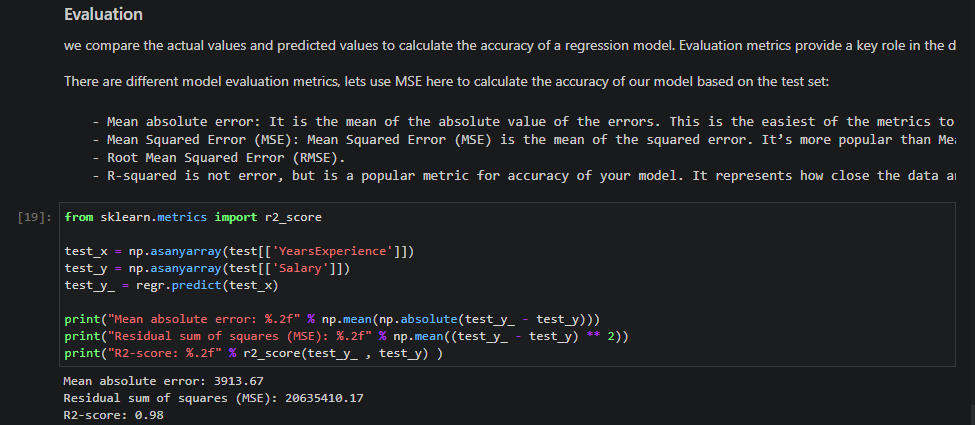 Evaluation
we compare the actual values and predicted values to calculate the accuracy of a regression model. Evaluation metrics provide a key role in the d
There are different model evaluation metrics, lets use MSE here to calculate the accuracy of our model based on the test set:
- Mean absolute error: It is the mean of the absolute value of the errors. This is the easiest of the metrics to
- Mean Squared Error (MSE): Mean Squared Error (MSE) is the mean of the squared error. It’s more popular than Mea
- Root Mean Squared Error (RMSE).
- R-squared is not error, but is a popular metric for accuracy of your model. It represents how close the data ar
[19]: from sklearn.metrics import r2_score
test_x = np.asanyarray(test[['YearsExperience']])
test_y = np.asanyarray(test[['Salary']])
test_y_ = regr.predict(test_x)
print("Mean absolute error: %.2f" % np.mean(np.absolute(test_y_ - test_y)))
print("Residual sum of squares (MSE): %.2f" % np.mean((test_y_ - test_y) ** 2))
print("R2-score: %.2f" % r2_score(test_y_ , test_y) )
Mean absolute error: 3913.67
Residual sum of squares (MSE): 20635410.17
R2-score: 0.98